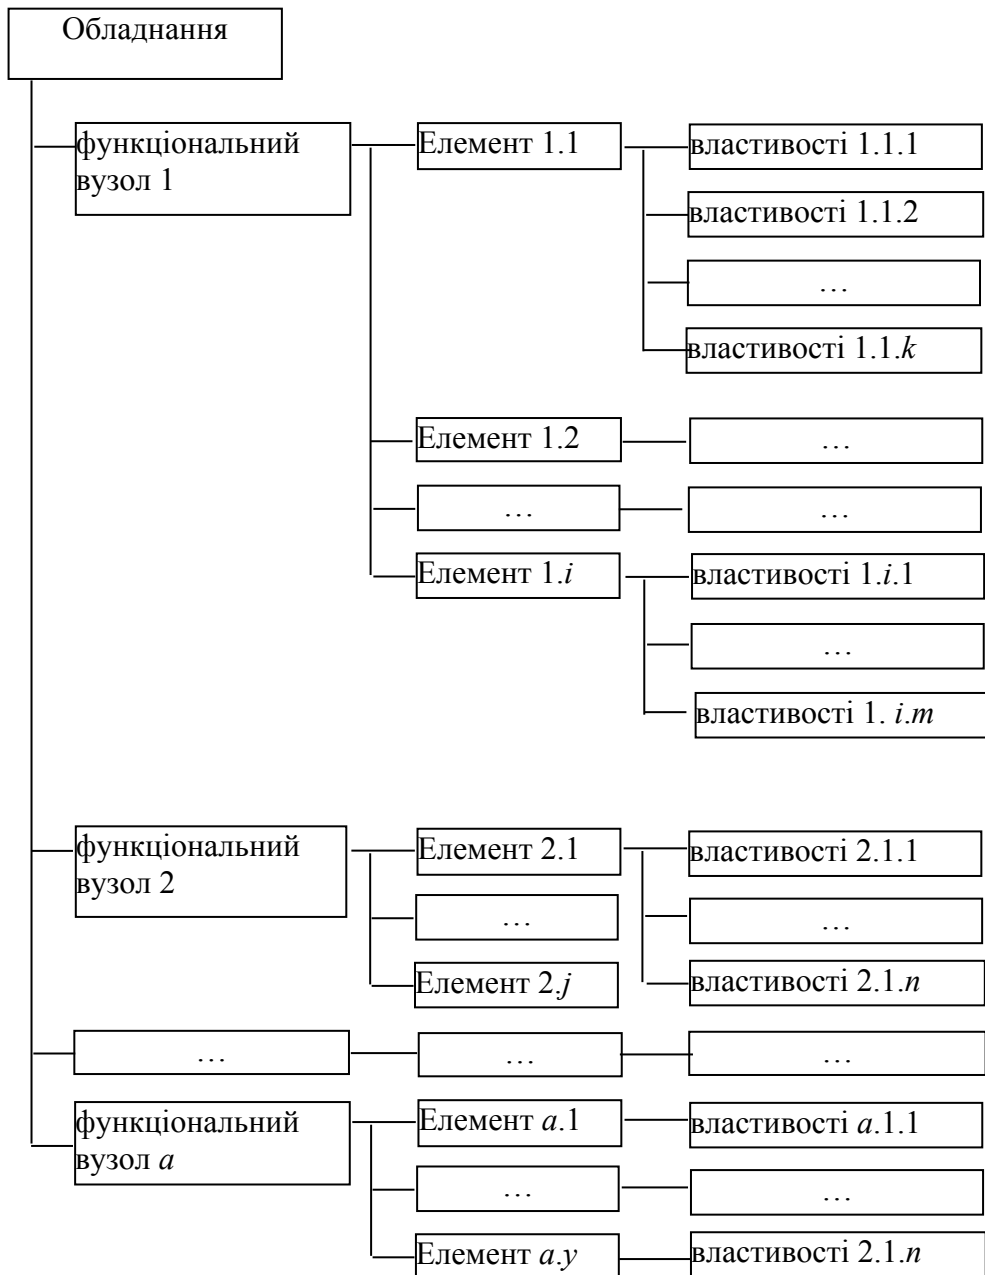 Обладнання
функціональний
вузол 1
Елемент 1.1
властивості 1.1.1
властивості 1.1.2
…
властивості 1.1.k
Елемент 1.2
…
…
…
Елемент 1.i
властивості 1.i.1
…
властивості 1. i.m
функціональний
вузол 2
Елемент 2.1
властивості 2.1.1
…
…
Елемент 2.j
властивості 2.1.n
…
…
…
функціональний
вузол a
Елемент a.1
властивості a.1.1
…
…
Елемент a.y
властивості 2.1.n